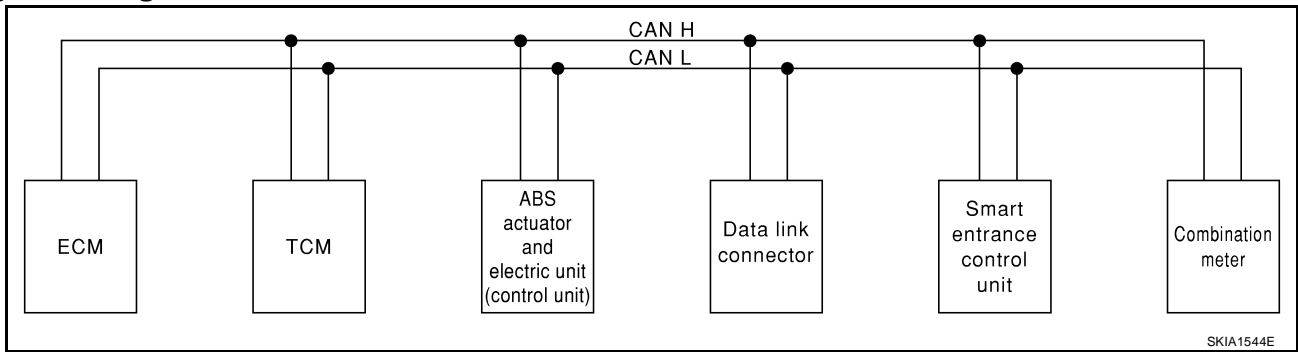 CAN H
CAN L
ECM
TCM
ABS
actuator
and
electric unit
(control unit)
Data link
connector
Smart
entrance
control
unit
Combination
meter
SKIA1544E